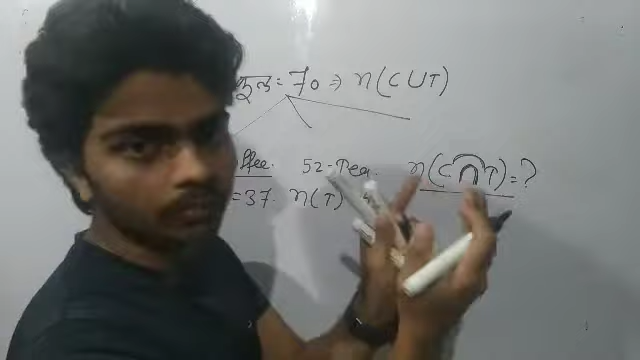 कुल = 70 ⇒ n(C∪T)
ffee. 52 - Tea. n(C∩T) = ?
= 37. n(T)